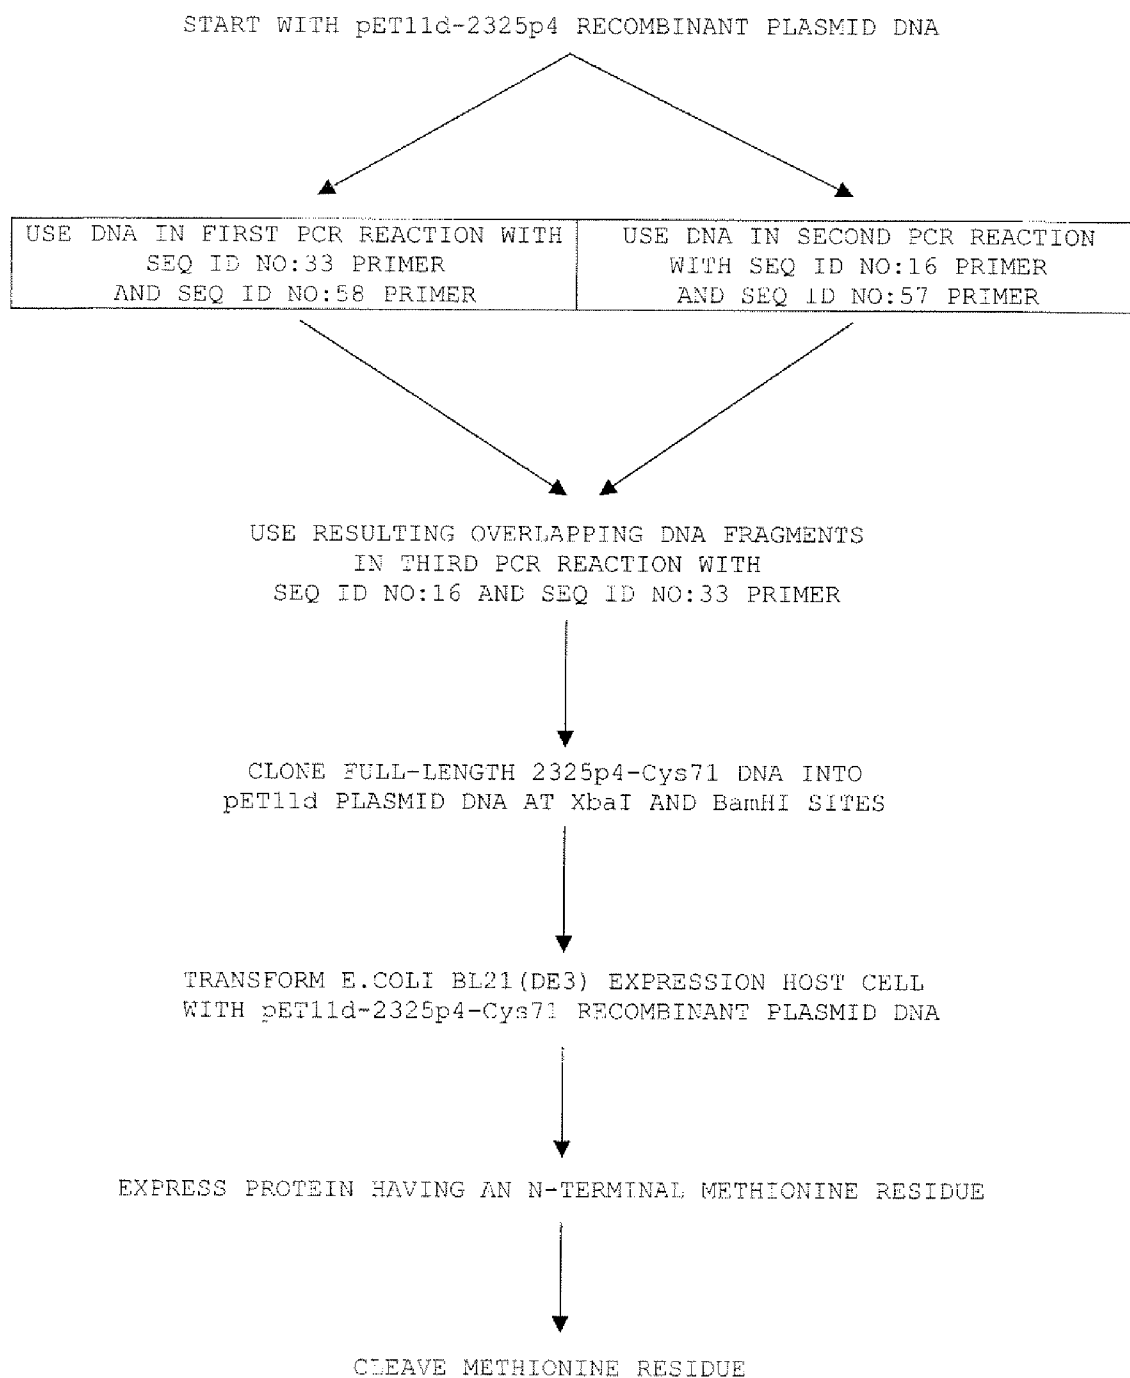 START WITH pET11d-2325p4 RECOMBINANT PLASMID DNA
USE DNA IN FIRST PCR REACTION WITH
SEQ ID NO:33 PRIMER
AND SEQ ID NO:58 PRIMER
USE DNA IN SECOND PCR REACTION
WITH SEQ ID NO:16 PRIMER
AND SEQ ID NO:57 PRIMER
USE RESULTING OVERLAPPING DNA FRAGMENTS
IN THIRD PCR REACTION WITH
SEQ ID NO:16 AND SEQ ID NO:33 PRIMER
CLONE FULL-LENGTH 2325p4-Cys71 DNA INTO
pET11d PLASMID DNA AT XbaI AND BamHI SITES
TRANSFORM E.COLI BL21(DE3) EXPRESSION HOST CELL
WITH pET11d-2325p4-Cys71 RECOMBINANT PLASMID DNA
EXPRESS PROTEIN HAVING AN N-TERMINAL METHIONINE RESIDUE
CLEAVE METHIONINE RESIDUE